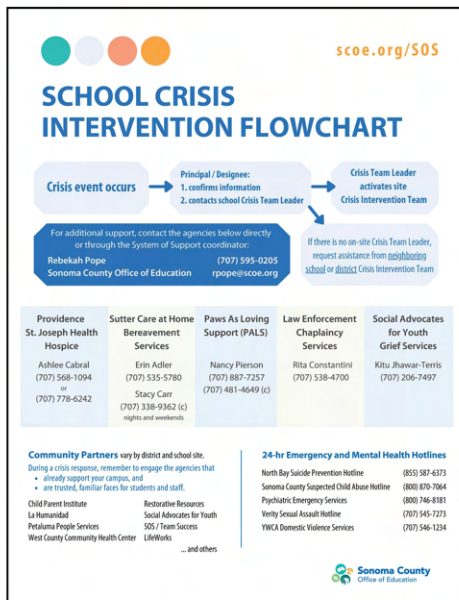 scoe.org/SOS
SCHOOL CRISIS
INTERVENTION FLOWCHART
Crisis event occurs
Principal / Designee:
1. confirms information
2. contacts school Crisis Team Leader
Crisis Team Leader
activates site
Crisis Intervention Team
For additional support, contact the agencies below directly
or through the System of Support coordinator:
Rebekah Pope (707) 595-0205
Sonoma County Office of Education rpope@scoe.org
If there is no on-site Crisis Team Leader,
request assistance from neighboring
school or district Crisis Intervention Team
Providence
St. Joseph Health
Hospice
Ashlee Cabral
(707) 568-1094
or
(707) 778-6242
Sutter Care at Home
Bereavement
Services
Erin Adler
(707) 535-5780
Stacy Carr
(707) 338-9362 (c)
nights and weekends
Paws As Loving
Support (PALS)
Nancy Pierson
(707) 887-7257
(707) 481-4649 (c)
Law Enforcement
Chaplaincy
Services
Rita Constantini
(707) 538-4700
Social Advocates
for Youth
Grief Services
Kitu Jhawar-Terris
(707) 206-7497
Community Partners vary by district and school site.
During a crisis response, remember to engage the agencies that
• already support your campus, and
• are trusted, familiar faces for students and staff.
Child Parent Institute
La Humanidad
Petaluma People Services
West County Community Health Center
Restorative Resources
Social Advocates for Youth
SOS / Team Success
LifeWorks
... and others
24-hr Emergency and Mental Health Hotlines
North Bay Suicide Prevention Hotline (855) 587-6373
Sonoma County Suspected Child Abuse Hotline (800) 870-7064
Psychiatric Emergency Services (800) 746-8181
Verity Sexual Assault Hotline (707) 545-7273
YWCA Domestic Violence Services (707) 546-1234
Sonoma County
Office of Education